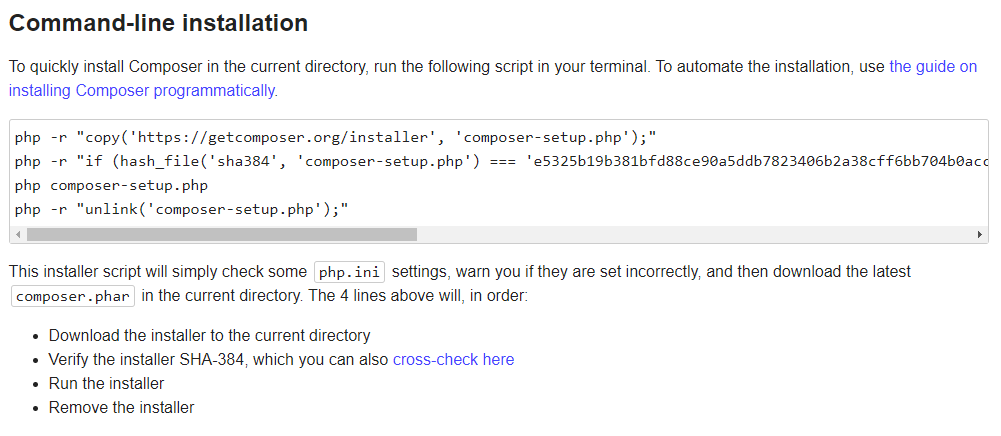 Command-line installation
To quickly install Composer in the current directory, run the following script in your terminal. To automate the installation, use the guide on
installing Composer programmatically.
php -r "copy('https://getcomposer.org/installer', 'composer-setup.php');"
php -r "if (hash_file('sha384', 'composer-setup.php') === 'e5325b19b381bfd88ce90a5ddb7823406b2a38cff6bb704b0acc
php composer-setup.php
php -r "unlink('composer-setup.php');"
This installer script will simply check some php.ini settings, warn you if they are set incorrectly, and then download the latest
composer.phar in the current directory. The 4 lines above will, in order:
• Download the installer to the current directory
• Verify the installer SHA-384, which you can also cross-check here
• Run the installer
• Remove the installer